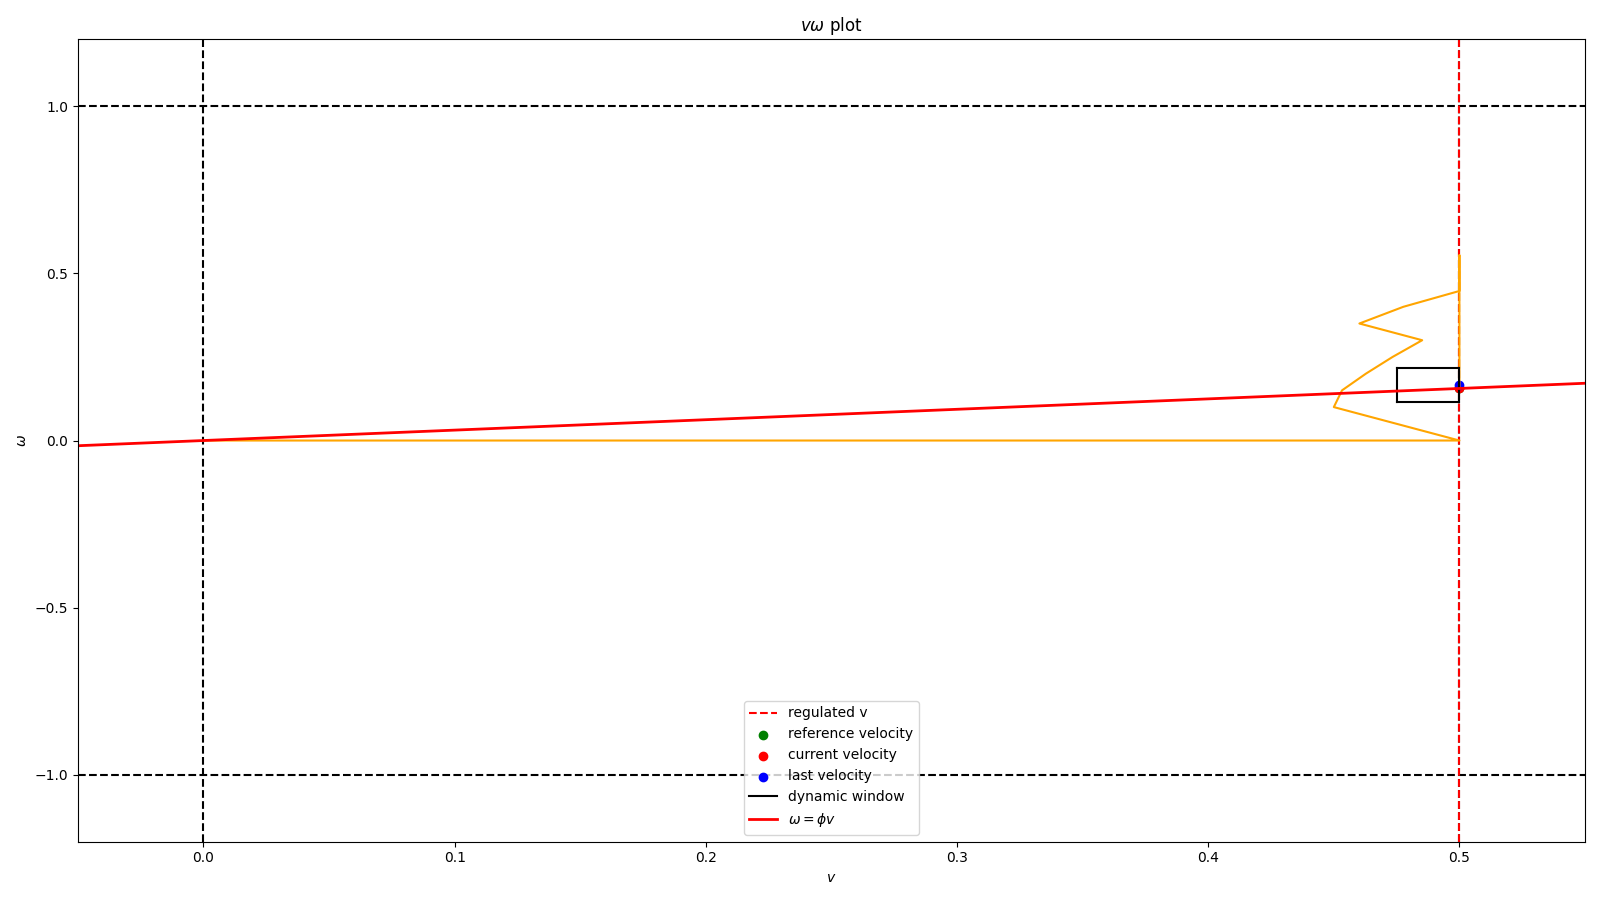 vω plot
ω
1.0
0.5
0.0
−0.5
−1.0
regulated v
reference velocity
current velocity
last velocity
dynamic window
ω = ϕv
0.0 0.1 0.2 0.3 0.4 0.5
v